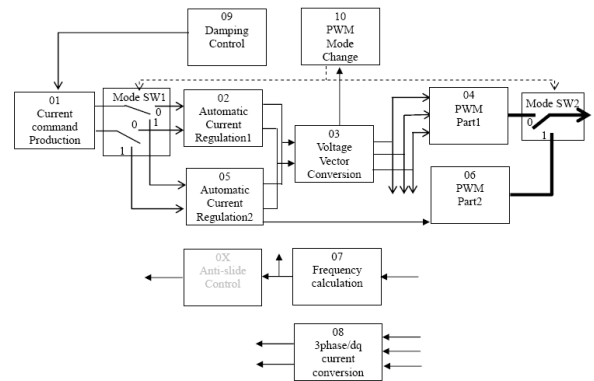 09
Damping
Control
10
PWM
Mode
Change
01
Current
command
Production
Mode SW1
0
0
1
1
02
Automatic
Current
Regulation1
03
Voltage
Vector
Conversion
04
PWM
Part1
Mode SW2
0
1
05
Automatic
Current
Regulation2
06
PWM
Part2
0X
Anti-slide
Control
07
Frequency
calculation
08
3phase/dq
current
conversion